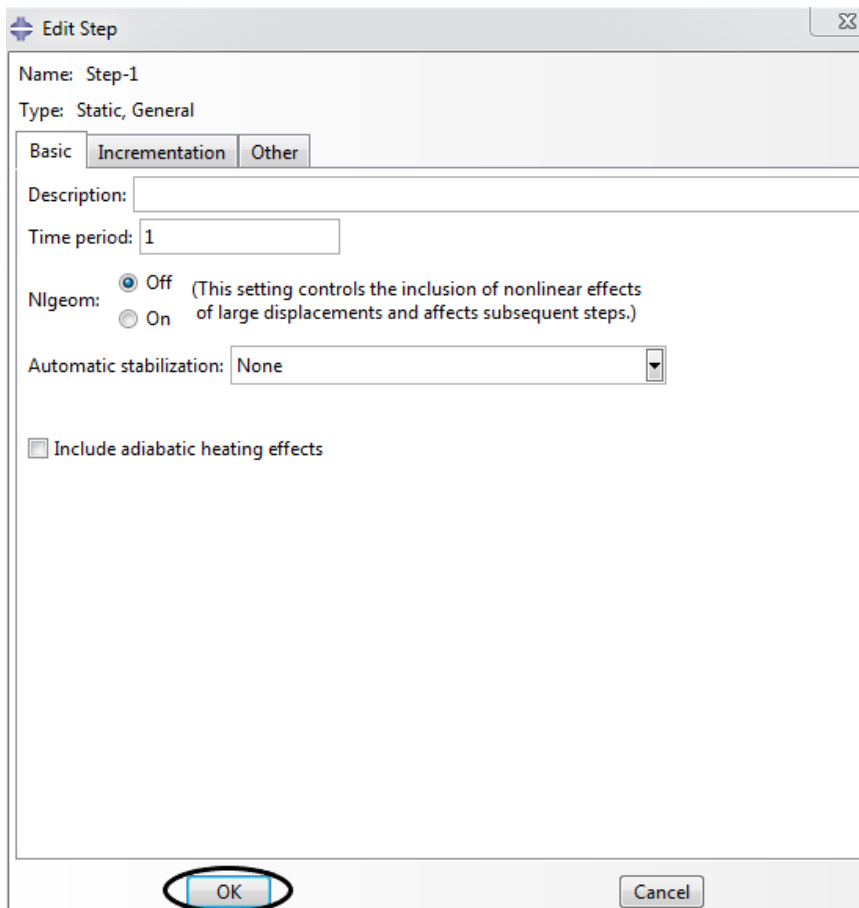 Edit Step
Name: Step-1
Type: Static, General
Basic Incrementation Other
Description:
Time period: 1
Nlgeom: Off (This setting controls the inclusion of nonlinear effects
On of large displacements and affects subsequent steps.)
Automatic stabilization: None
Include adiabatic heating effects
OK Cancel